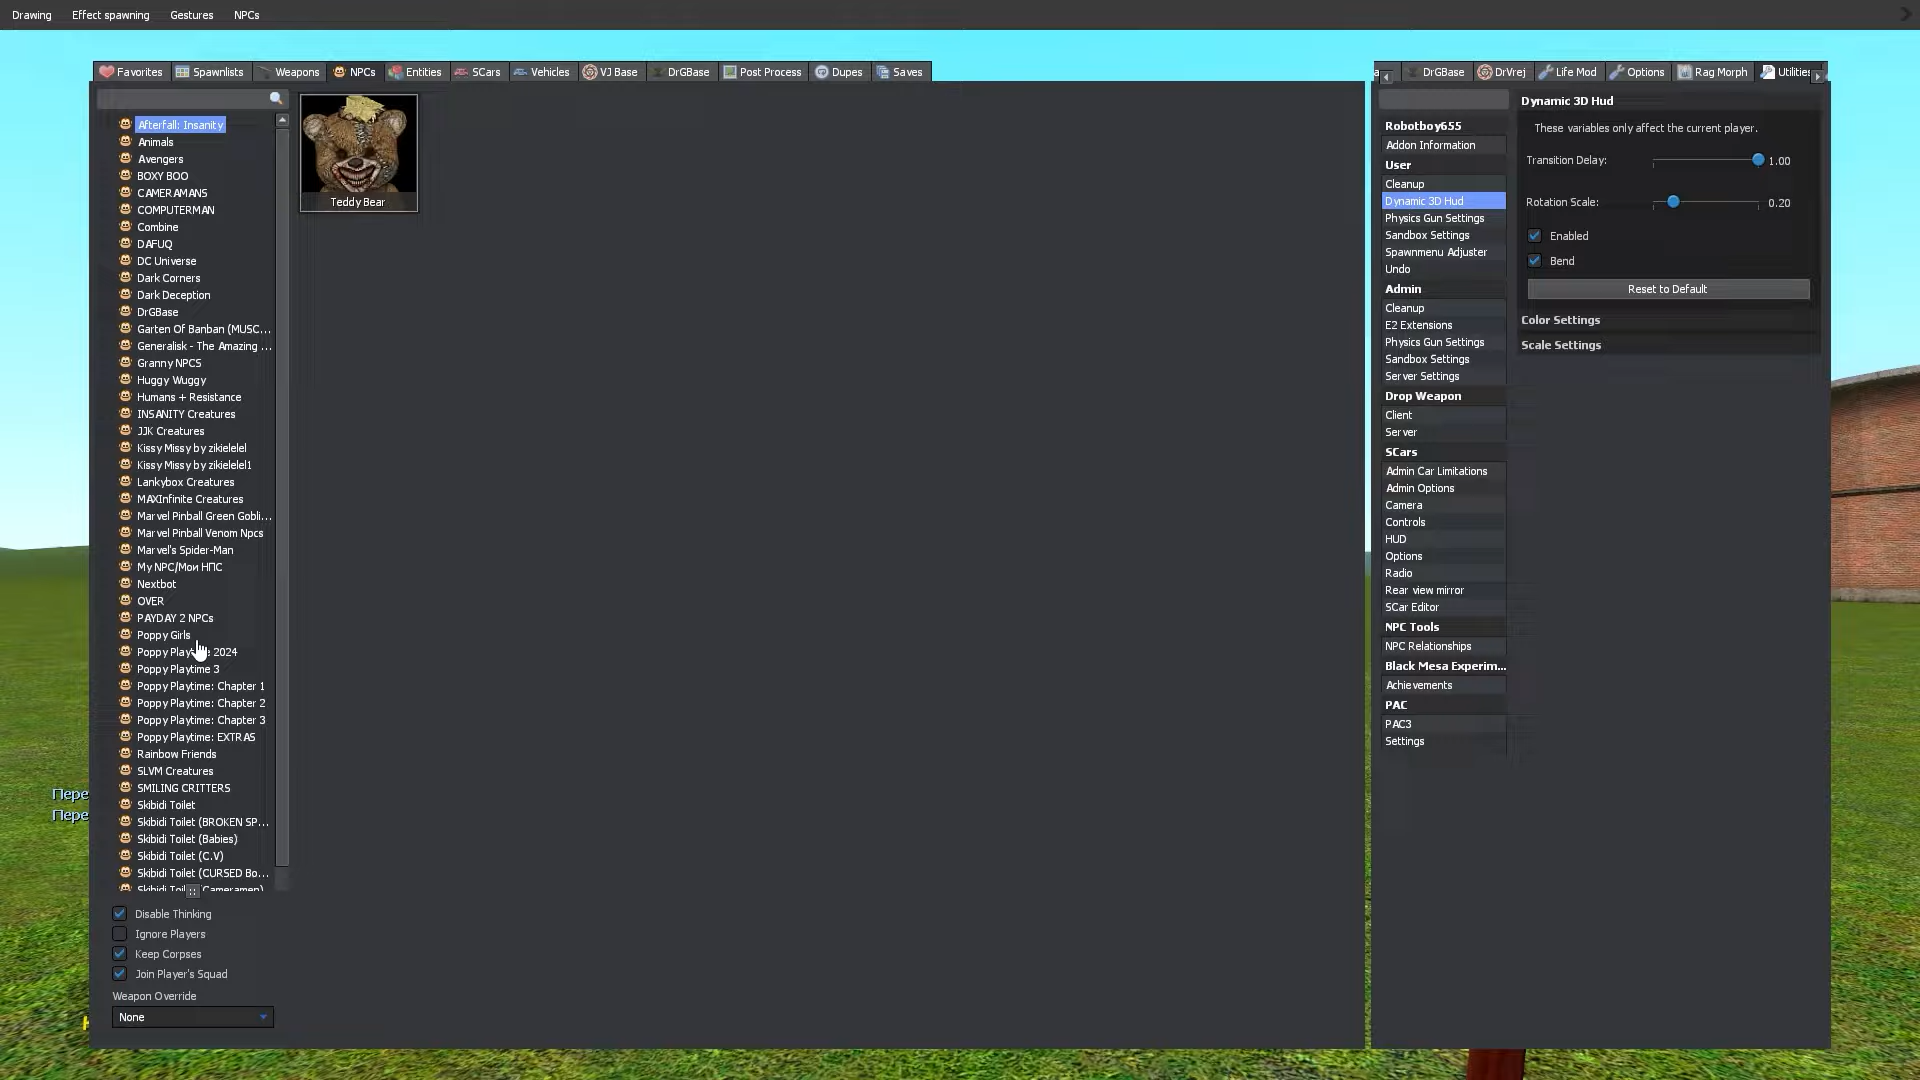 Drawing Effect spawning Gestures NPCs
Favorites Spawnlists Weapons NPCs Entities SCars Vehicles VJ Base DrGBase Post Process Dupes Saves
DrGBase DrVrej Life Mod Options Rag Morph Utilities
Afterfall: Insanity
Animals
Avengers
BOXY BOO
CAMERAMANS
COMPUTERMAN
Combine
DAFUQ
DC Universe
Dark Corners
Dark Deception
DrGBase
Garten Of Banban (MUSC...
Generalisk - The Amazing ...
Granny NPCS
Huggy Wuggy
Humans + Resistance
INSANITY Creatures
JJK Creatures
Kissy Missy by zikielelel
Kissy Missy by zikielelel1
Lankybox Creatures
MAXInfinite Creatures
Marvel Pinball Green Gobli...
Marvel Pinball Venom Npcs
Marvel's Spider-Man
My NPC/Мои НПС
Nextbot
OVER
PAYDAY 2 NPCs
Poppy Girls
Poppy Playtime 2024
Poppy Playtime 3
Poppy Playtime: Chapter 1
Poppy Playtime: Chapter 2
Poppy Playtime: Chapter 3
Poppy Playtime: EXTRAS
Rainbow Friends
SLVM Creatures
SMILING CRITTERS
Skibidi Toilet
Skibidi Toilet (BROKEN SP...
Skibidi Toilet (Babies)
Skibidi Toilet (C.V)
Skibidi Toilet (CURSED Bo...
Skibidi Toilet (Cameramen)
Disable Thinking
Ignore Players
Keep Corpses
Join Player's Squad
Weapon Override
None
Teddy Bear
Пере
Пере
Robotboy655
Addon Information
User
Cleanup
Dynamic 3D Hud
Physics Gun Settings
Sandbox Settings
Spawnmenu Adjuster
Undo
Admin
Cleanup
E2 Extensions
Physics Gun Settings
Sandbox Settings
Server Settings
Drop Weapon
Client
Server
SCars
Admin Car Limitations
Admin Options
Camera
Controls
HUD
Options
Radio
Rear view mirror
SCar Editor
NPC Tools
NPC Relationships
Black Mesa Experim...
Achievements
PAC
PAC3
Settings
Dynamic 3D Hud
These variables only affect the current player.
Transition Delay: 1.00
Rotation Scale: 0.20
Enabled
Bend
Reset to Default
Color Settings
Scale Settings